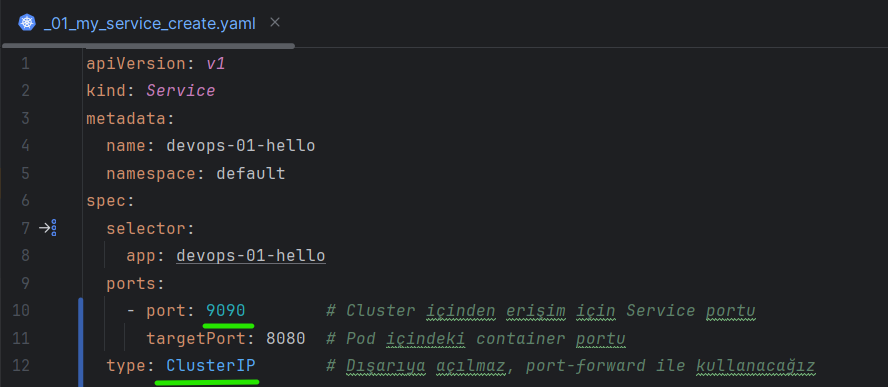 _01_my_service_create.yaml
1 apiVersion: v1
2 kind: Service
3 metadata:
4   name: devops-01-hello
5   namespace: default
6 spec:
7   selector:
8     app: devops-01-hello
9   ports:
10     - port: 9090        # Cluster içinden erişim için Service portu
11       targetPort: 8080  # Pod içindeki container portu
12   type: ClusterIP       # Dışarıya açılmaz, port-forward ile kullanacağız